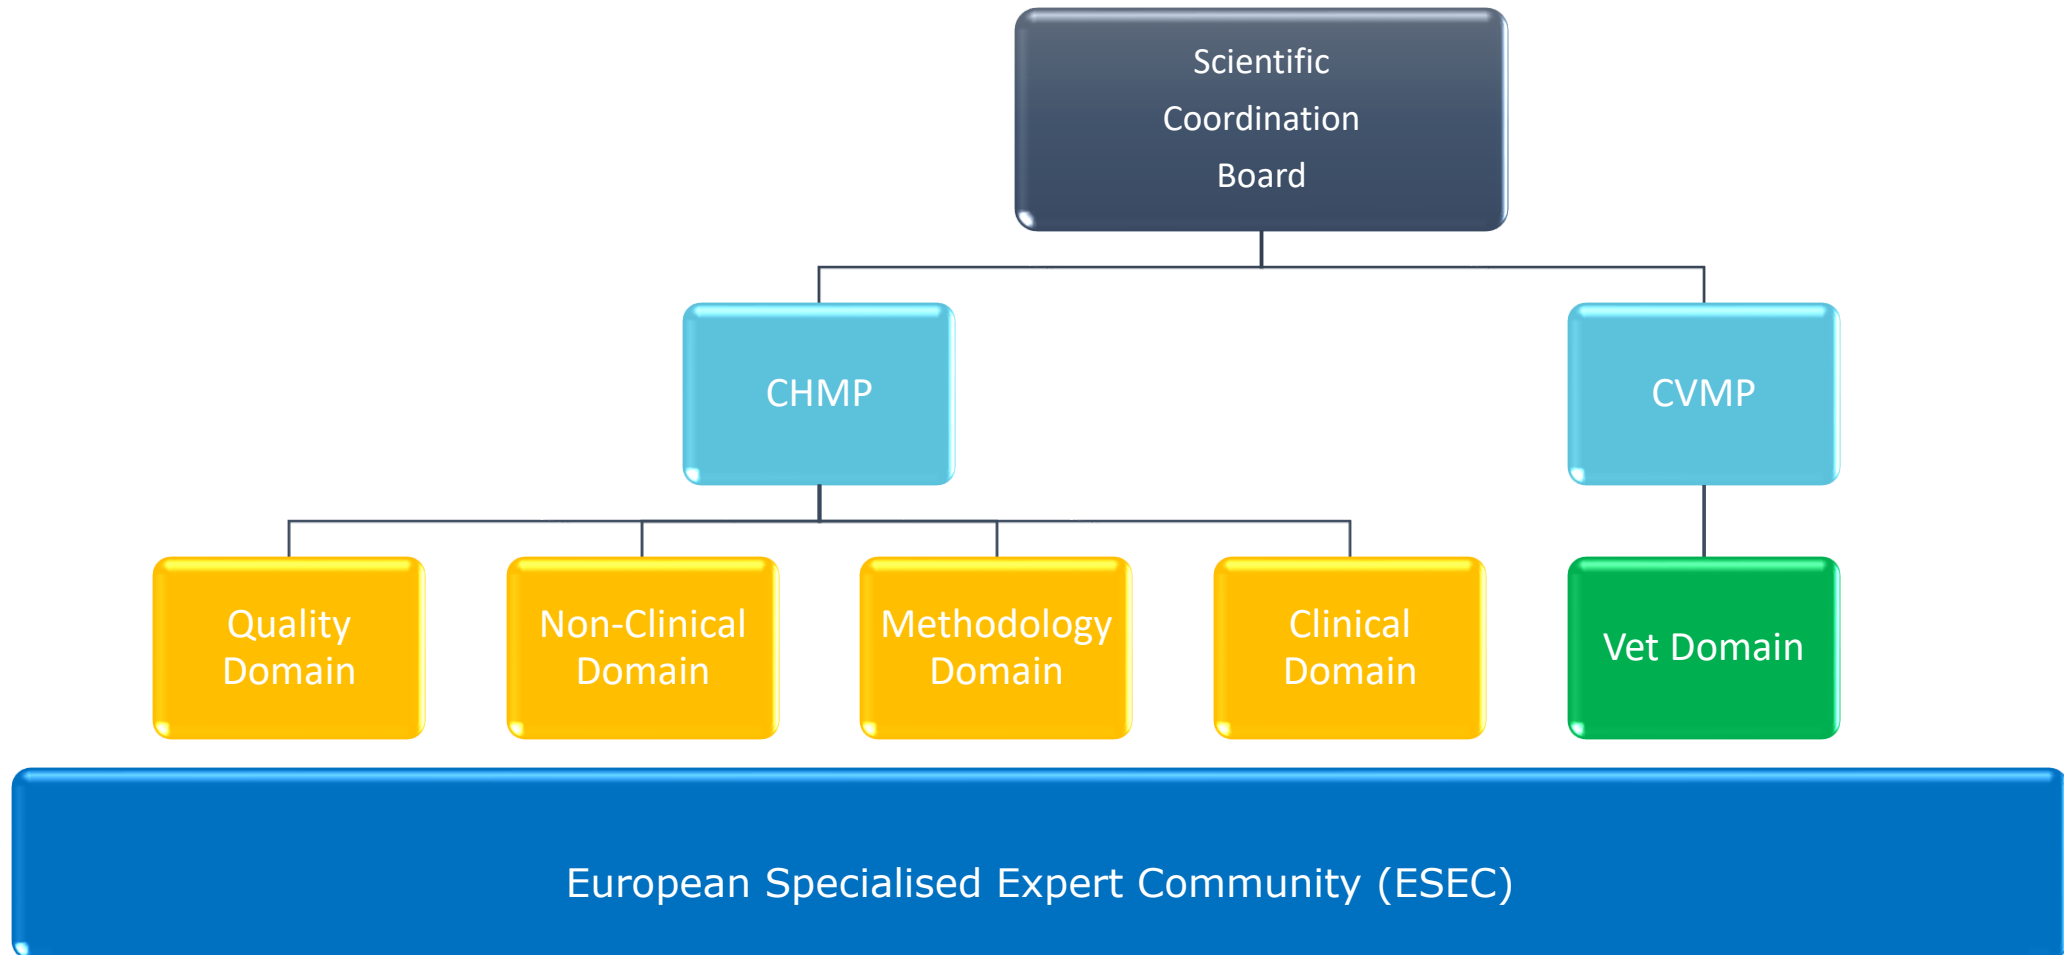 Scientific
Coordination
Board
CHMP
CVMP
Quality
Domain
Non-Clinical
Domain
Methodology
Domain
Clinical
Domain
Vet Domain
European Specialised Expert Community (ESEC)